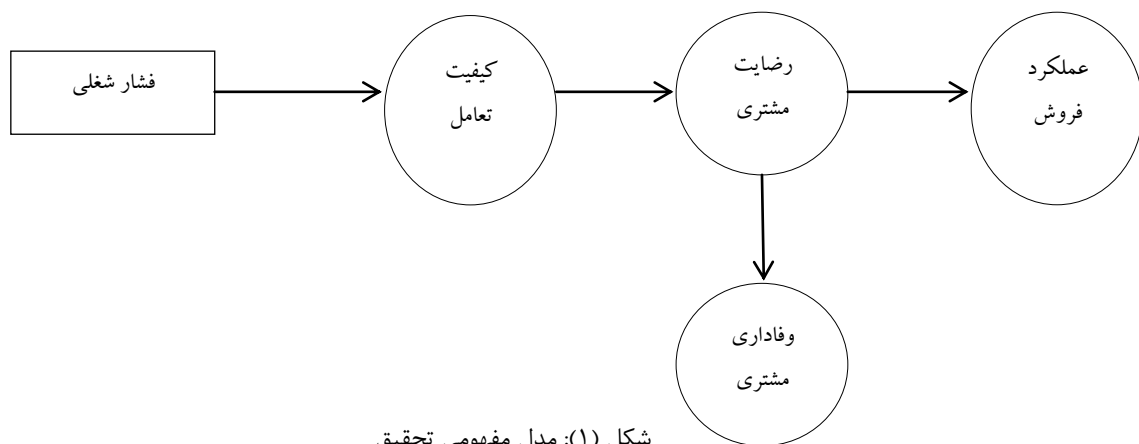 فشار شغلی
کیفیت
تعامل
رضایت
مشتری
عملکرد
فروش
وفاداری
مشتری
شکل (۱): مدل مفهومی تحقیق